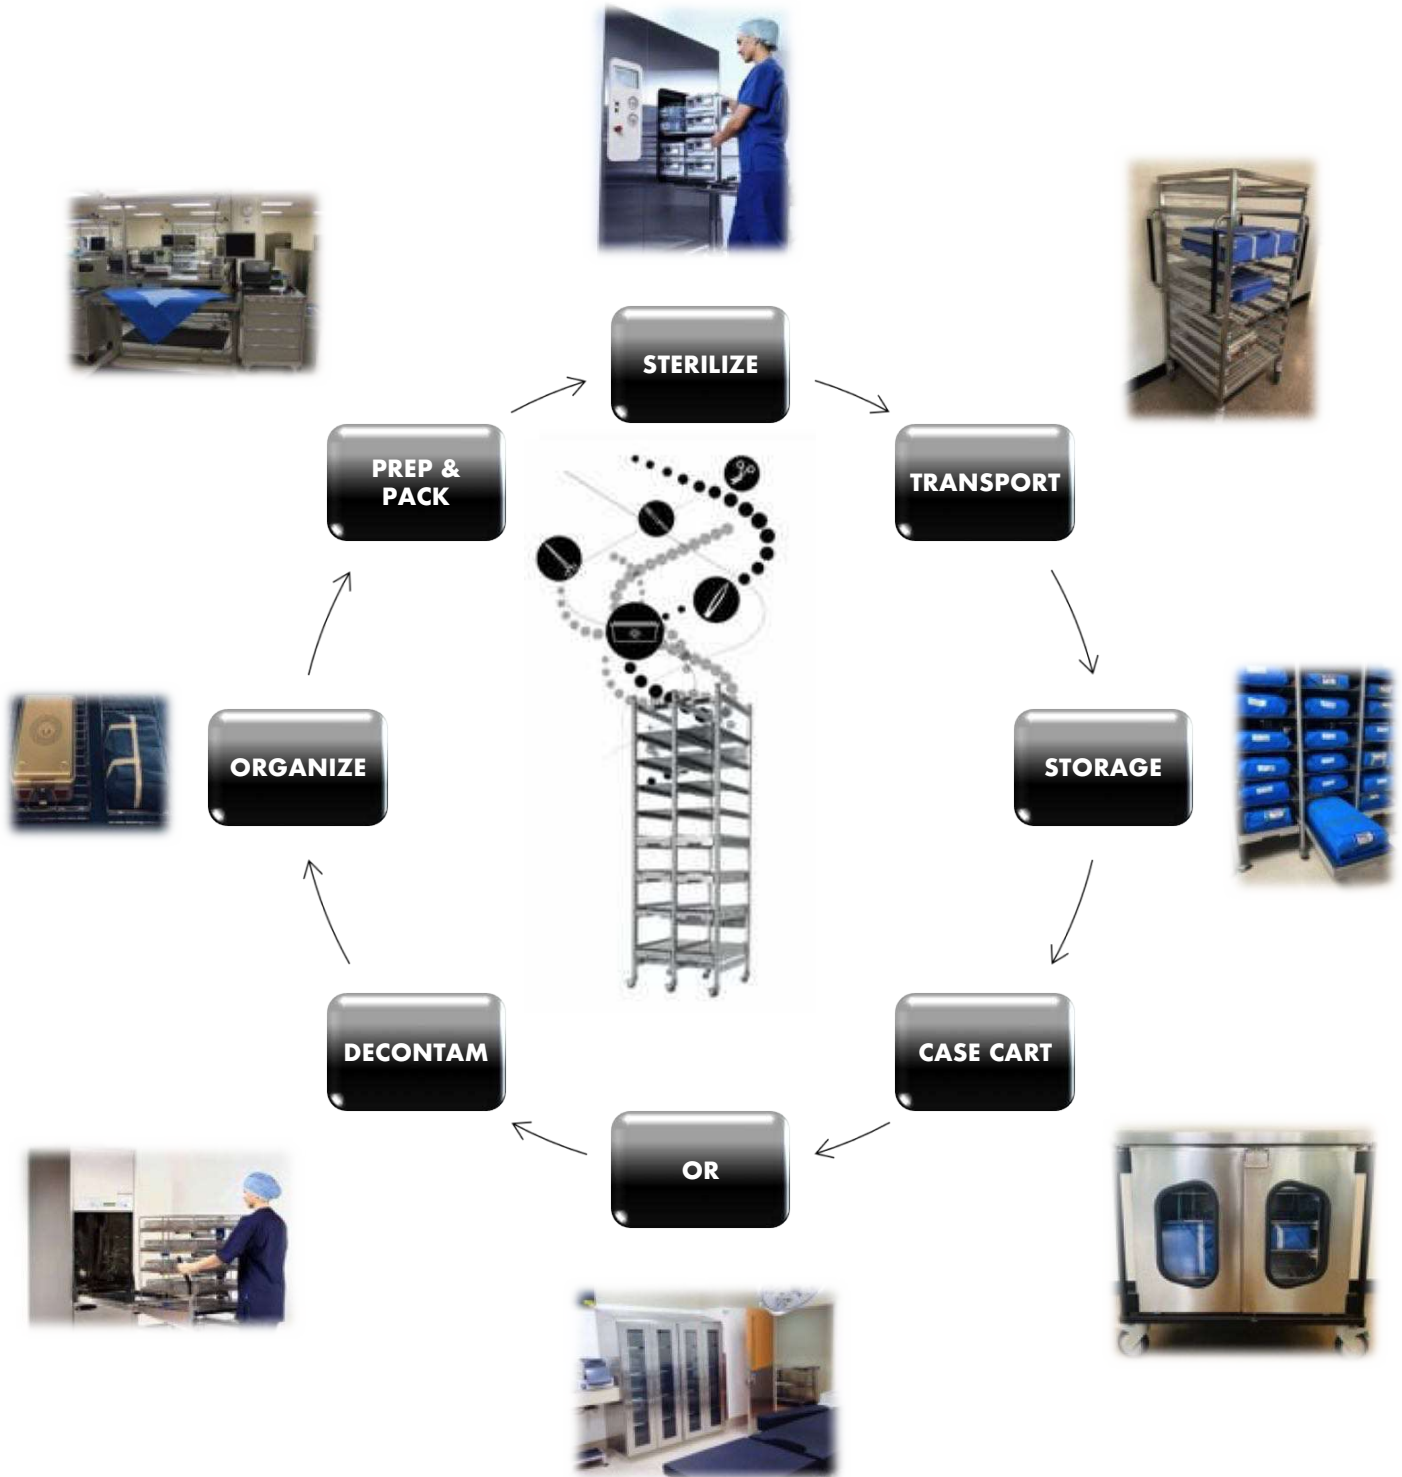 STERILIZE
PREP &
PACK
TRANSPORT
ORGANIZE
STORAGE
DECONTAM
CASE CART
OR